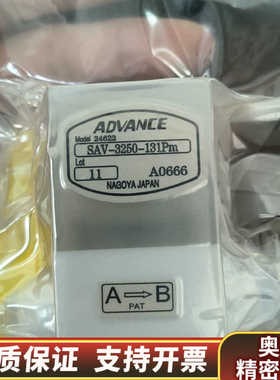 ADVANCE
Model 24623
SAV-3250-131Pm
Lot
11 A0666
NAGOYA JAPAN
A⇨B
PAT
质保证 支持开票
奥
精密